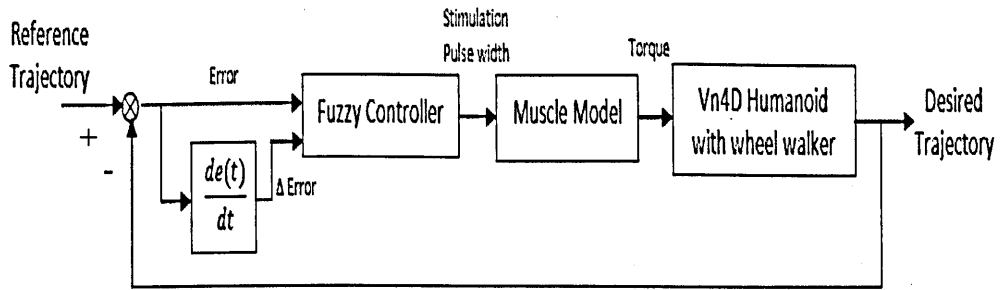 Reference
Trajectory
Error
Stimulation
Pulse width
Torque
Fuzzy Controller
Muscle Model
Vn4D Humanoid
with wheel walker
Desired
Trajectory
+
-
de(t)
dt
Δ Error